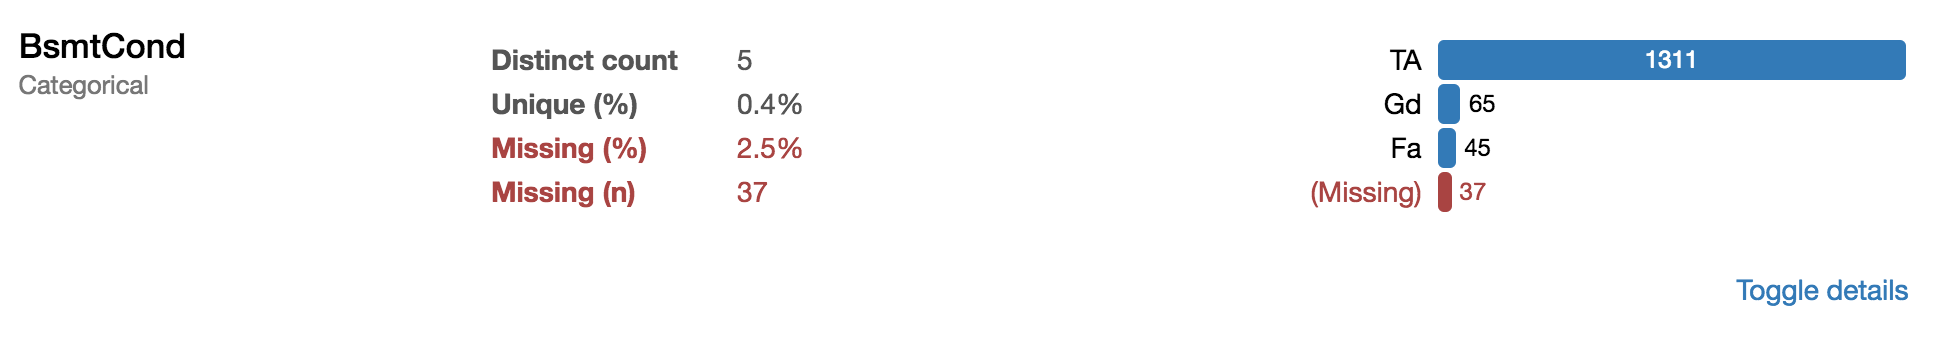 BsmtCond
Categorical
Distinct count 5
Unique (%) 0.4%
Missing (%) 2.5%
Missing (n) 37
TA 1311
Gd 65
Fa 45
(Missing) 37
Toggle details